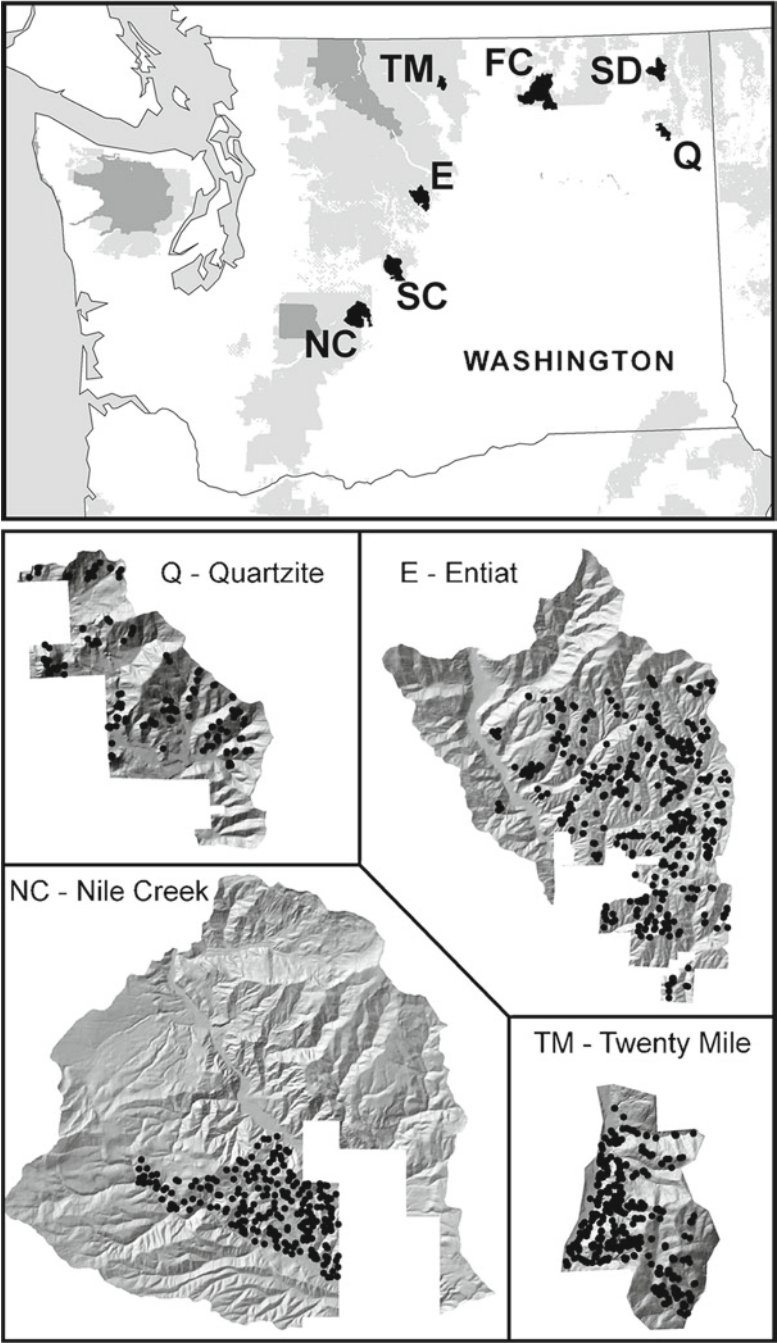 TM
FC
SD
Q
E
SC
NC
WASHINGTON
Q - Quartzite
E - Entiat
NC - Nile Creek
TM - Twenty Mile